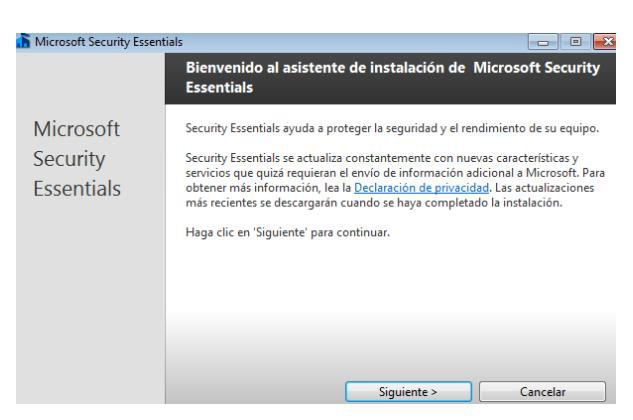 Microsoft Security Essentials
Bienvenido al asistente de instalación de Microsoft Security
Essentials
Microsoft
Security
Essentials
Security Essentials ayuda a proteger la seguridad y el rendimiento de su equipo.
Security Essentials se actualiza constantemente con nuevas características y
servicios que quizá requieran el envío de información adicional a Microsoft. Para
obtener más información, lea la Declaración de privacidad. Las actualizaciones
más recientes se descargarán cuando se haya completado la instalación.
Haga clic en 'Siguiente' para continuar.
Siguiente >
Cancelar